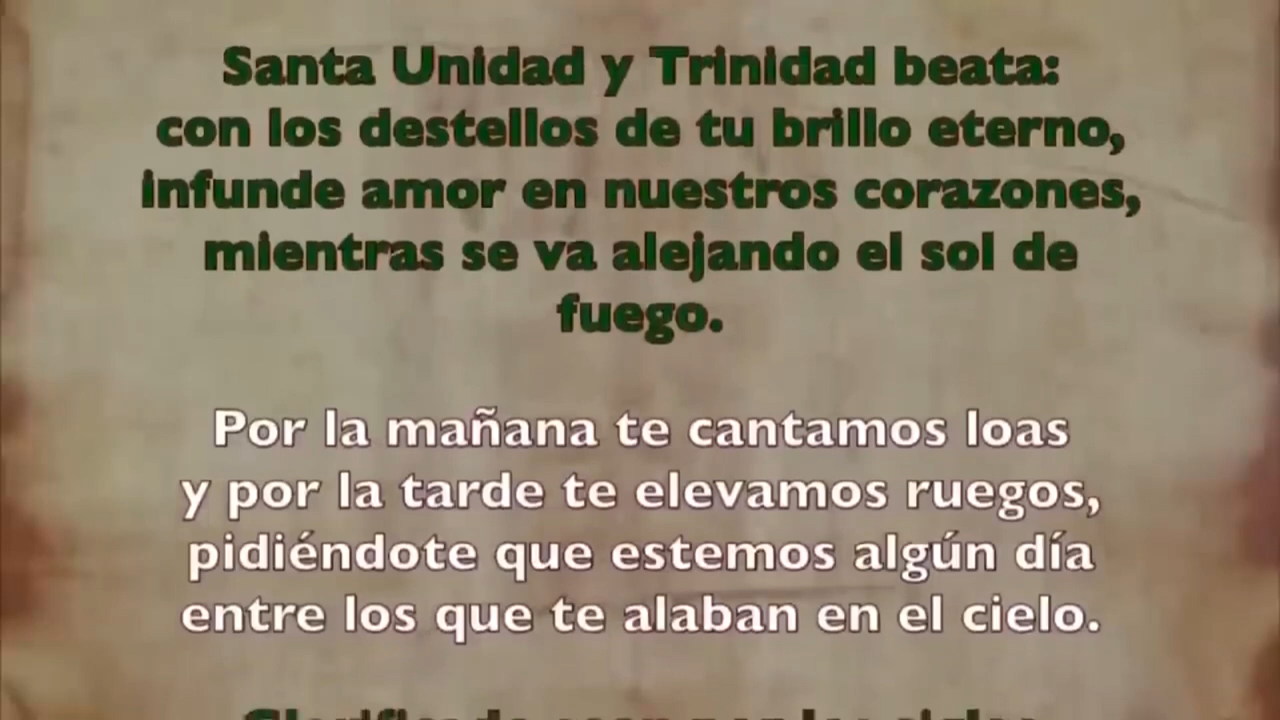 Santa Unidad y Trinidad beata:
con los destellos de tu brillo eterno,
infunde amor en nuestros corazones,
mientras se va alejando el sol de
fuego.
Por la mañana te cantamos loas
y por la tarde te elevamos ruegos,
pidiéndote que estemos algún día
entre los que te alaban en el cielo.